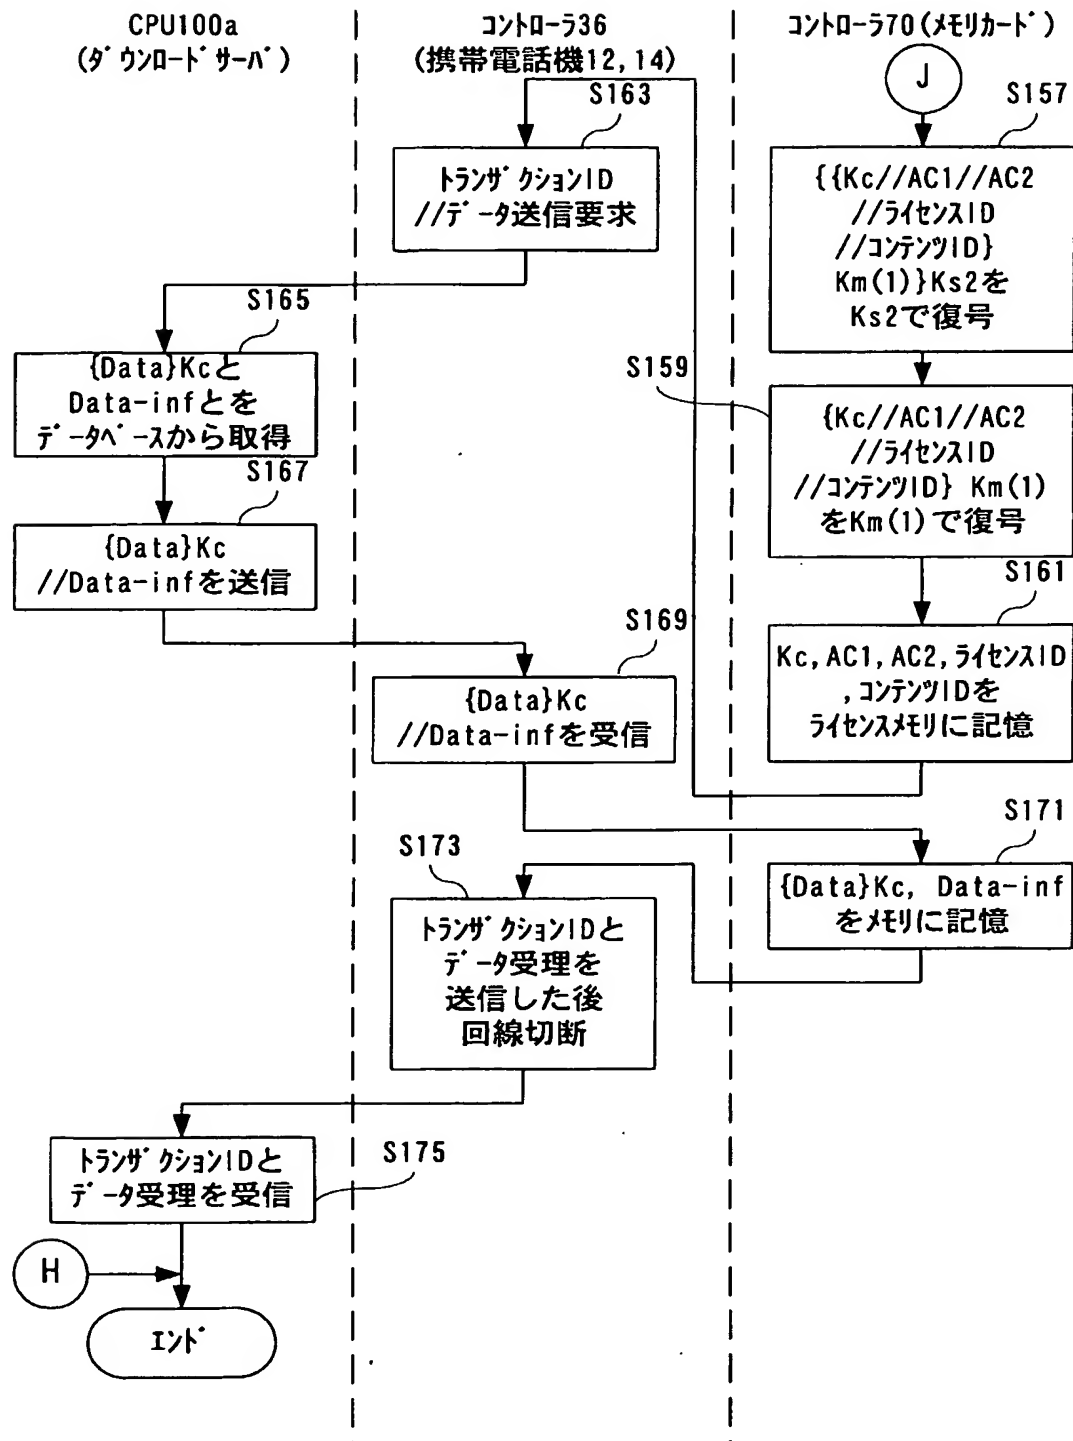 CPU100a
(ﾀﾞｳﾝﾛｰﾄﾞｻｰﾊﾞ)
ｺﾝﾄﾛｰﾗ36
(携帯電話機12,14)
ｺﾝﾄﾛｰﾗ70(ﾒﾓﾘｶｰﾄﾞ)
J
S157
{{Kc//AC1//AC2
//ﾗｲｾﾝｽID
//ｺﾝﾃﾝﾂID}
Km(1)}Ks2を
Ks2で復号
S159
{Kc//AC1//AC2
//ﾗｲｾﾝｽID
//ｺﾝﾃﾝﾂID} Km(1)
をKm(1)で復号
S161
Kc,AC1,AC2,ﾗｲｾﾝｽID
,ｺﾝﾃﾝﾂIDを
ﾗｲｾﾝｽﾒﾓﾘに記憶
S163
ﾄﾗﾝｻﾞｸｼｮﾝID
//ﾃﾞｰﾀ送信要求
S165
{Data}Kcと
Data-infとを
ﾃﾞｰﾀﾍﾞｰｽから取得
S167
{Data}Kc
//Data-infを送信
S169
{Data}Kc
//Data-infを受信
S171
{Data}Kc, Data-inf
をﾒﾓﾘに記憶
S173
ﾄﾗﾝｻﾞｸｼｮﾝIDと
ﾃﾞｰﾀ受理を
送信した後
回線切断
S175
ﾄﾗﾝｻﾞｸｼｮﾝIDと
ﾃﾞｰﾀ受理を受信
H
ｴﾝﾄﾞ